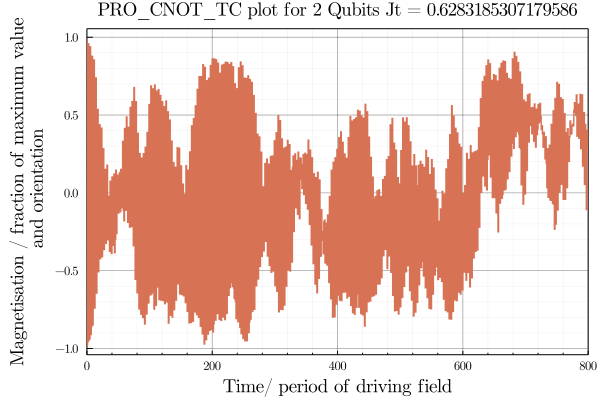 PRO_CNOT_TC plot for 2 Qubits Jt = 0.6283185307179586
Magnetisation / fraction of maximum value
and orientation
1.0
0.5
0.0
−0.5
−1.0
0 200 400 600 800
Time/ period of driving field